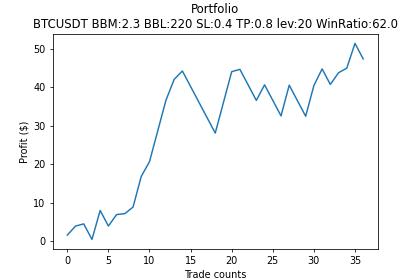 Portfolio
BTCUSDT BBM:2.3 BBL:220 SL:0.4 TP:0.8 lev:20 WinRatio:62.0
50
40
30
20
10
0
Profit ($)
0 5 10 15 20 25 30 35
Trade counts